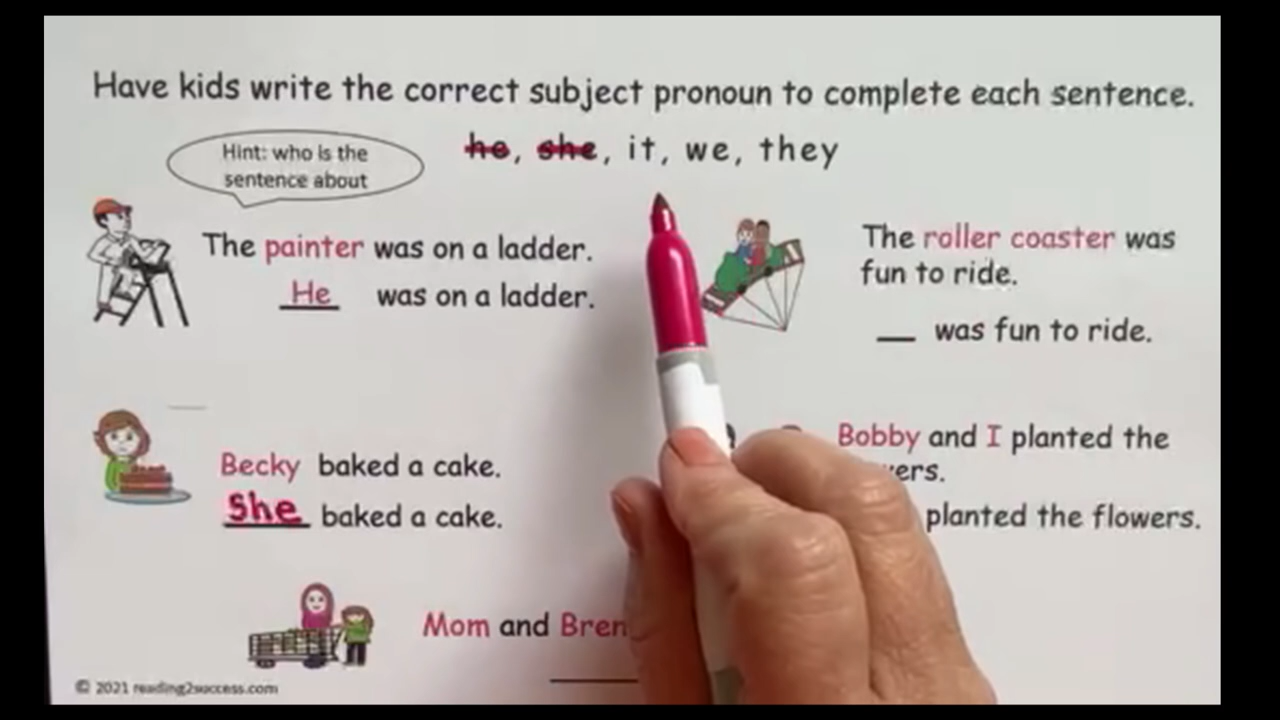 Have kids write the correct subject pronoun to complete each sentence.
he, she, it, we, they
Hint: who is the
sentence about
The painter was on a ladder.
He was on a ladder.
The roller coaster was
fun to ride.
__ was fun to ride.
Becky baked a cake.
She baked a cake.
Bobby and I planted the
ers.
planted the flowers.
Mom and Bren
© 2021 reading2success.com